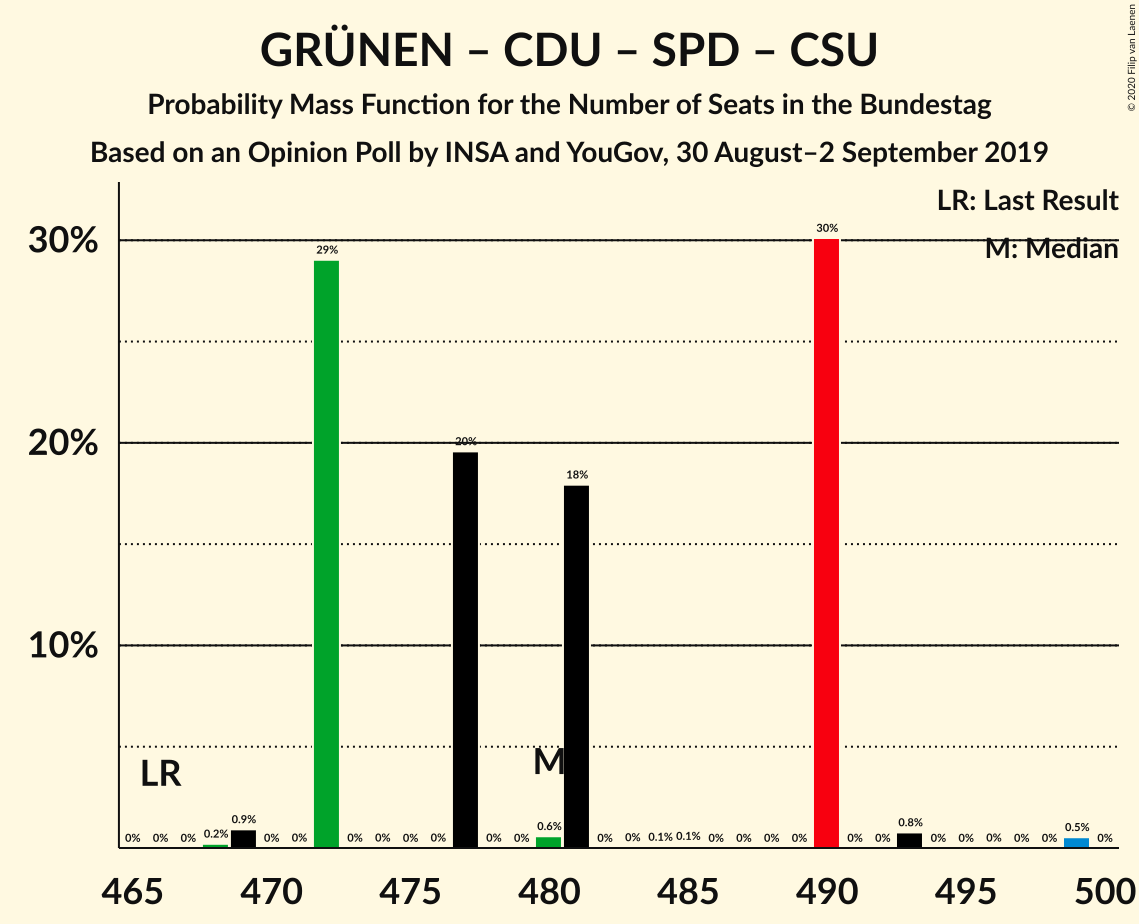 GRÜNEN – CDU – SPD – CSU
Probability Mass Function for the Number of Seats in the Bundestag
Based on an Opinion Poll by INSA and YouGov, 30 August–2 September 2019
© 2020 Filip van Laenen
LR: Last Result
M: Median
30%
20%
10%
29%
30%
20%
18%
LR
M
0% 0% 0% 0.2% 0.9% 0% 0% 0% 0% 0% 0% 0% 0% 0.6% 0% 0% 0.1% 0.1% 0% 0% 0% 0% 0% 0% 0.8% 0% 0% 0% 0% 0% 0.5% 0%
465 470 475 480 485 490 495 500